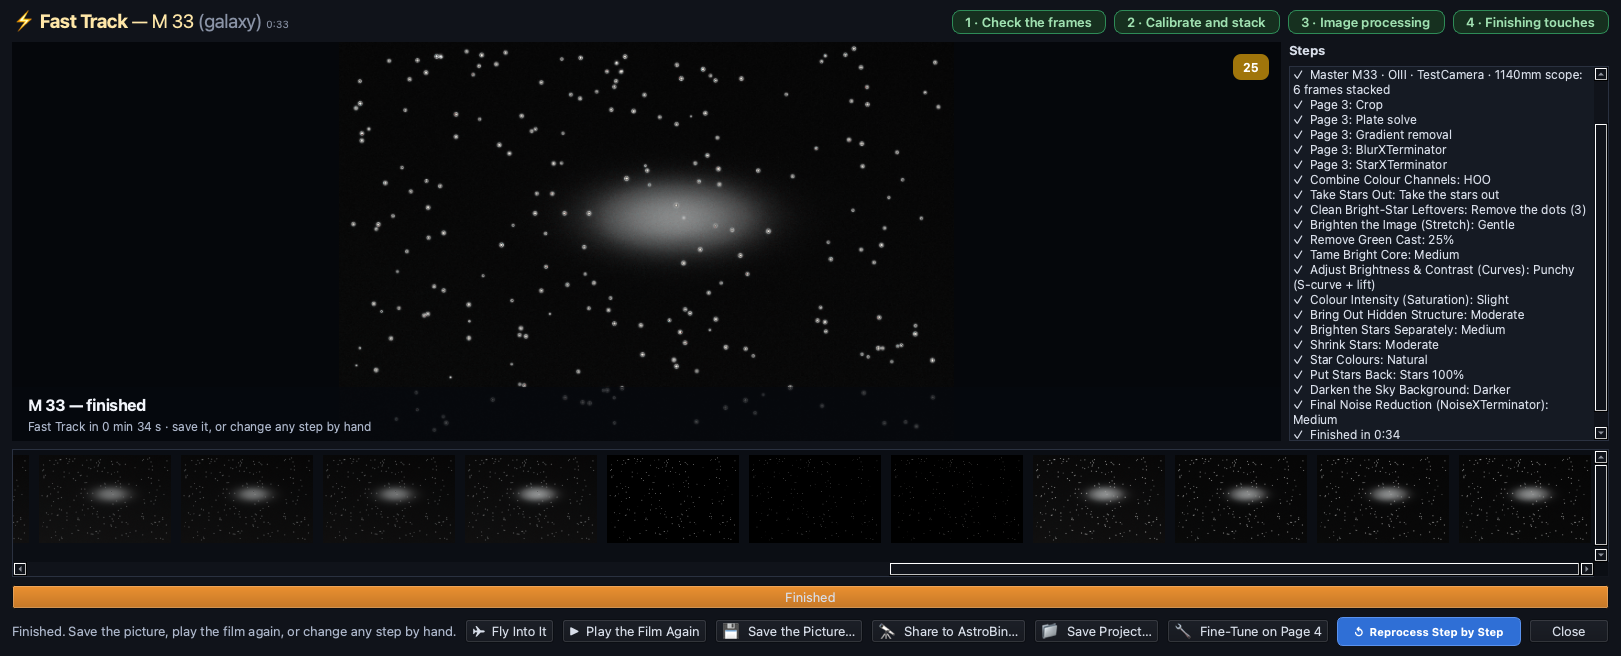 ⚡ Fast Track — M 33 (galaxy) 0:33
1 · Check the frames
2 · Calibrate and stack
3 · Image processing
4 · Finishing touches
25
M 33 — finished
Fast Track in 0 min 34 s · save it, or change any step by hand
Steps
✓ Master M33 · OIII · TestCamera · 1140mm scope:
6 frames stacked
✓ Page 3: Crop
✓ Page 3: Plate solve
✓ Page 3: Gradient removal
✓ Page 3: BlurXTerminator
✓ Page 3: StarXTerminator
✓ Combine Colour Channels: HOO
✓ Take Stars Out: Take the stars out
✓ Clean Bright-Star Leftovers: Remove the dots (3)
✓ Brighten the Image (Stretch): Gentle
✓ Remove Green Cast: 25%
✓ Tame Bright Core: Medium
✓ Adjust Brightness & Contrast (Curves): Punchy
(S-curve + lift)
✓ Colour Intensity (Saturation): Slight
✓ Bring Out Hidden Structure: Moderate
✓ Brighten Stars Separately: Medium
✓ Shrink Stars: Moderate
✓ Star Colours: Natural
✓ Put Stars Back: Stars 100%
✓ Darken the Sky Background: Darker
✓ Final Noise Reduction (NoiseXTerminator):
Medium
✓ Finished in 0:34
Finished
Finished. Save the picture, play the film again, or change any step by hand.
Fly Into It
Play the Film Again
Save the Picture...
Share to AstroBin...
Save Project...
Fine-Tune on Page 4
Reprocess Step by Step
Close